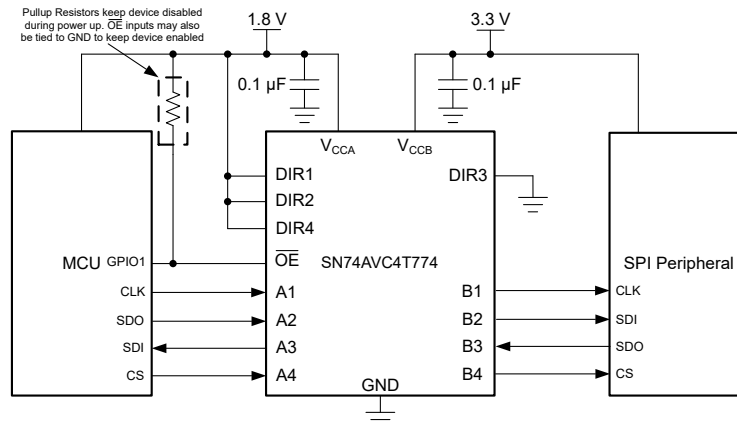 Pullup Resistors keep device disabled
during power up. OE inputs may also
be tied to GND to keep device enabled
1.8 V
3.3 V
0.1 µF
0.1 µF
VCCA
VCCB
DIR1
DIR2
DIR4
DIR3
MCU
GPIO1
OE
SN74AVC4T774
SPI Peripheral
CLK
A1
B1
CLK
SDO
A2
B2
SDI
SDI
A3
B3
SDO
CS
A4
B4
CS
GND